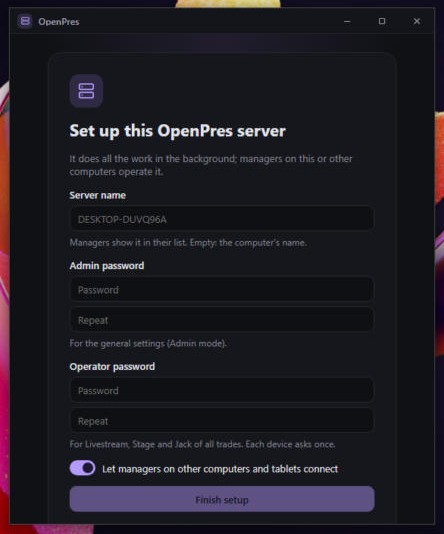 OpenPres
Set up this OpenPres server
It does all the work in the background; managers on this or other
computers operate it.
Server name
DESKTOP-DUVQ96A
Managers show it in their list. Empty: the computer's name.
Admin password
Password
Repeat
For the general settings (Admin mode).
Operator password
Password
Repeat
For Livestream, Stage and Jack of all trades. Each device asks once.
Let managers on other computers and tablets connect
Finish setup